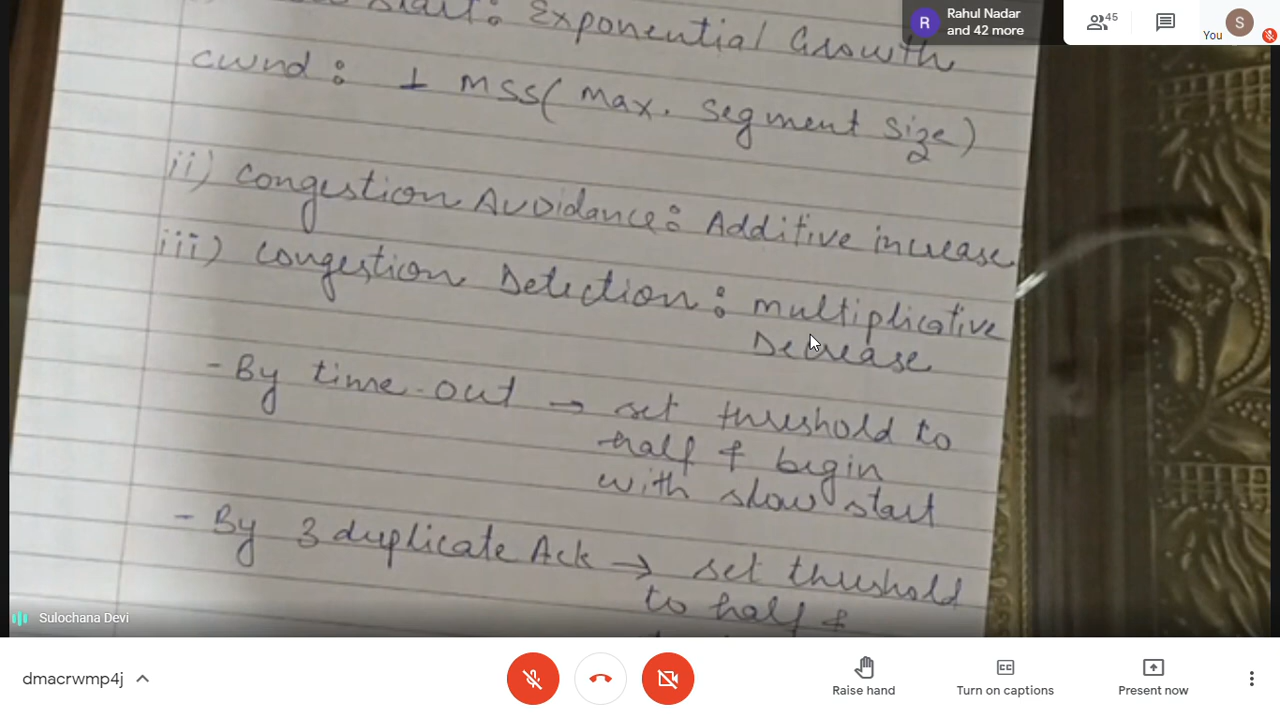 Start: Exponential Growth
cwnd: 1 MSS (max. segment size)
ii) Congestion Avoidance: Additive increase
iii) Congestion Detection: multiplicative
Decrease
- By time-out → set threshold to
half & begin
with slow start
- By 3 duplicate Ack → set threshold
to half &
R
Rahul Nadar
and 42 more
45
You
S
Sulochana Devi
dmacrwmp4j
Raise hand
Turn on captions
Present now